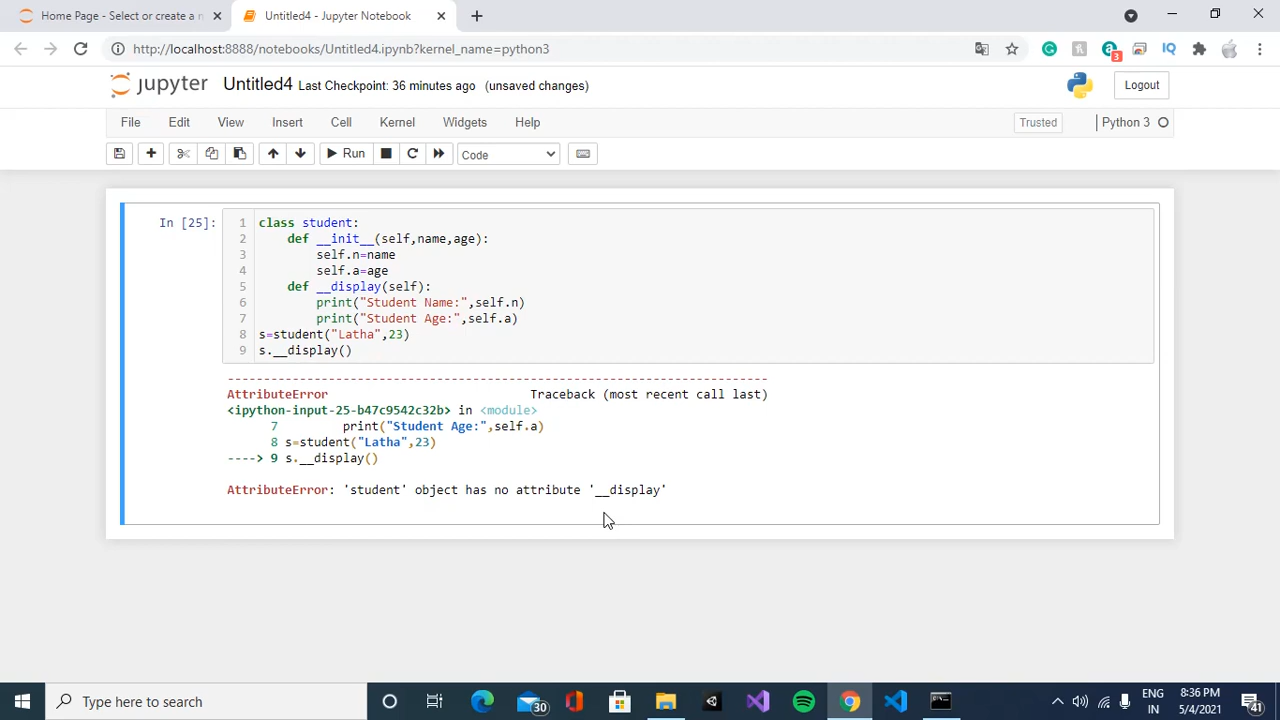 Home Page - Select or create a n
Untitled4 - Jupyter Notebook
http://localhost:8888/notebooks/Untitled4.ipynb?kernel_name=python3
3
IQ
jupyter Untitled4 Last Checkpoint: 36 minutes ago (unsaved changes)
Logout
File Edit View Insert Cell Kernel Widgets Help
Trusted
Python 3
Run
Code
In [25]:
1 class student:
2     def __init__(self,name,age):
3         self.n=name
4         self.a=age
5     def __display(self):
6         print("Student Name:",self.n)
7         print("Student Age:",self.a)
8 s=student("Latha",23)
9 s.__display()
---------------------------------------------------------------------------
AttributeError                            Traceback (most recent call last)
<ipython-input-25-b47c9542c32b> in <module>
      7         print("Student Age:",self.a)
      8 s=student("Latha",23)
----> 9 s.__display()
AttributeError: 'student' object has no attribute '__display'
Type here to search
30
ENG
IN
8:36 PM
5/4/2021
41